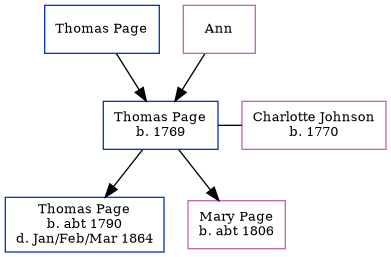 Thomas Page
Ann
Thomas Page
b. 1769
Charlotte Johnson
b. 1770
Thomas Page
b. abt 1790
d. Jan/Feb/Mar 1864
Mary Page
b. abt 1806